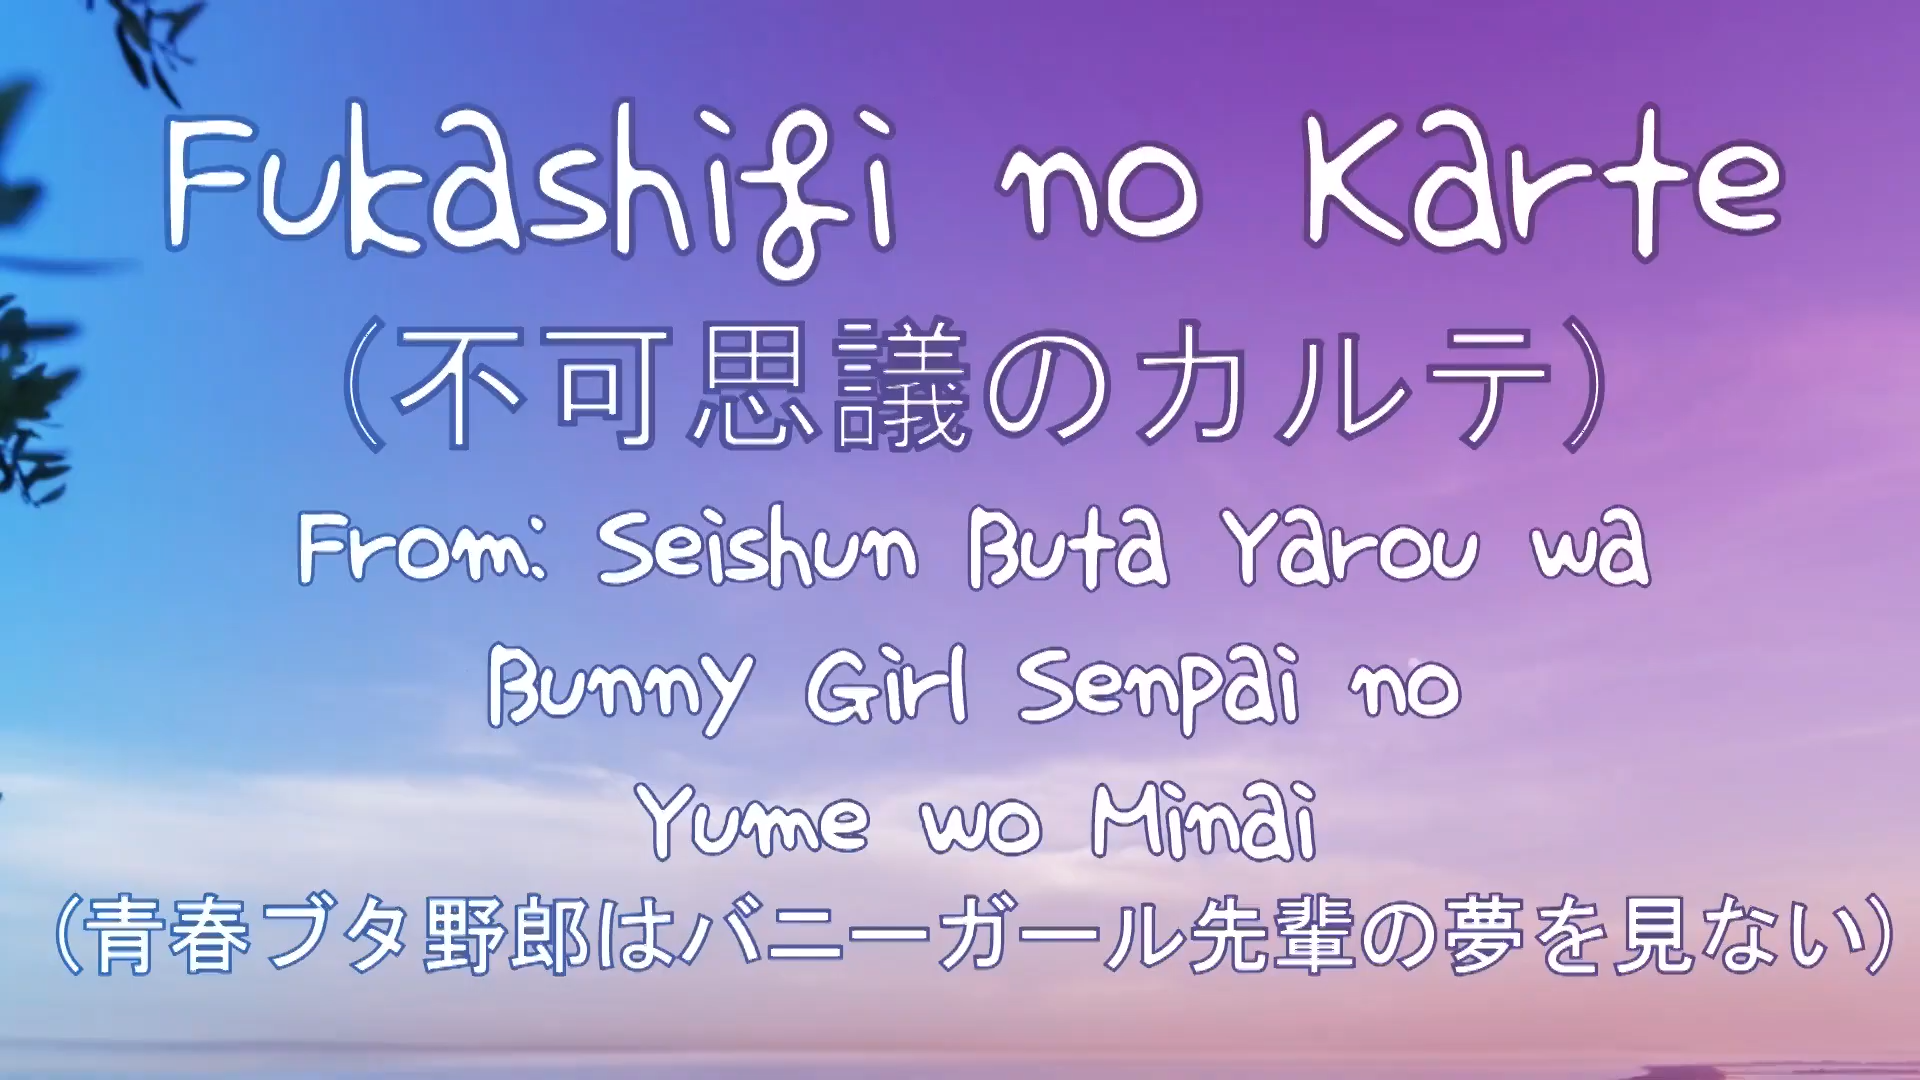 Fukashigi no Karte
(不可思議のカルテ)
From: Seishun Buta Yarou wa
Bunny Girl Senpai no
Yume wo Minai
(青春ブタ野郎はバニーガール先輩の夢を見ない)